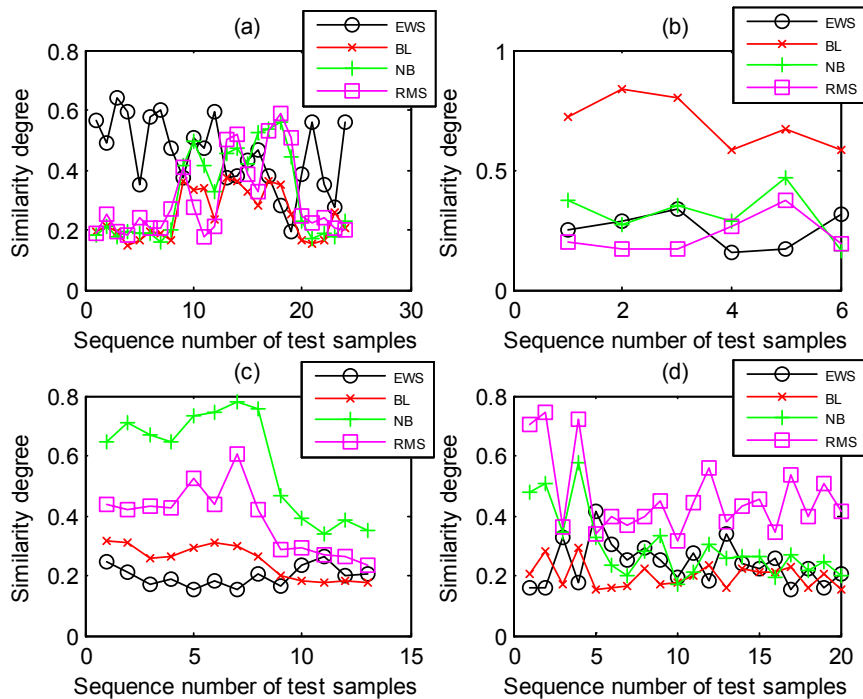 (a)
EWS
BL
NB
RMS
Similarity degree
0.8
0.6
0.4
0.2
0
0 10 20 30
Sequence number of test samples
(b)
EWS
BL
NB
RMS
Similarity degree
1
0.5
0
0 2 4 6
Sequence number of test samples
(c)
EWS
BL
NB
RMS
Similarity degree
0.8
0.6
0.4
0.2
0
0 5 10 15
Sequence number of test samples
(d)
EWS
BL
NB
RMS
Similarity degree
0.8
0.6
0.4
0.2
0
0 5 10 15 20
Sequence number of test samples